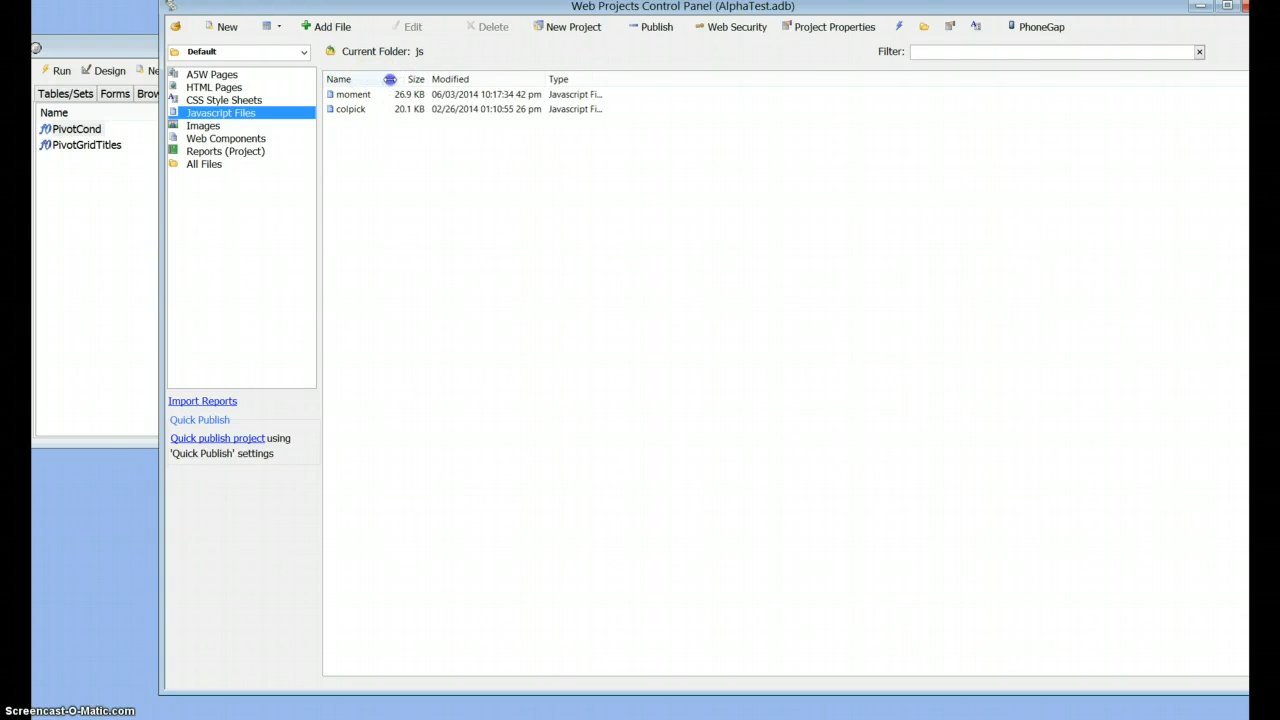 Web Projects Control Panel (AlphaTest.adb)
New Add File Edit Delete New Project Publish Web Security Project Properties PhoneGap
Default
Current Folder: js
Filter:
Run Design Ne
Tables/Sets Forms Brow
Name
PivotCond
PivotGridTitles
A5W Pages
HTML Pages
CSS Style Sheets
Javascript Files
Images
Web Components
Reports (Project)
All Files
Import Reports
Quick Publish
Quick publish project using
'Quick Publish' settings
Name Size Modified Type
moment 26.9 KB 06/03/2014 10:17:34 42 pm Javascript Fi...
colpick 20.1 KB 02/26/2014 01:10:55 26 pm Javascript Fi...
Screencast-O-Matic.com